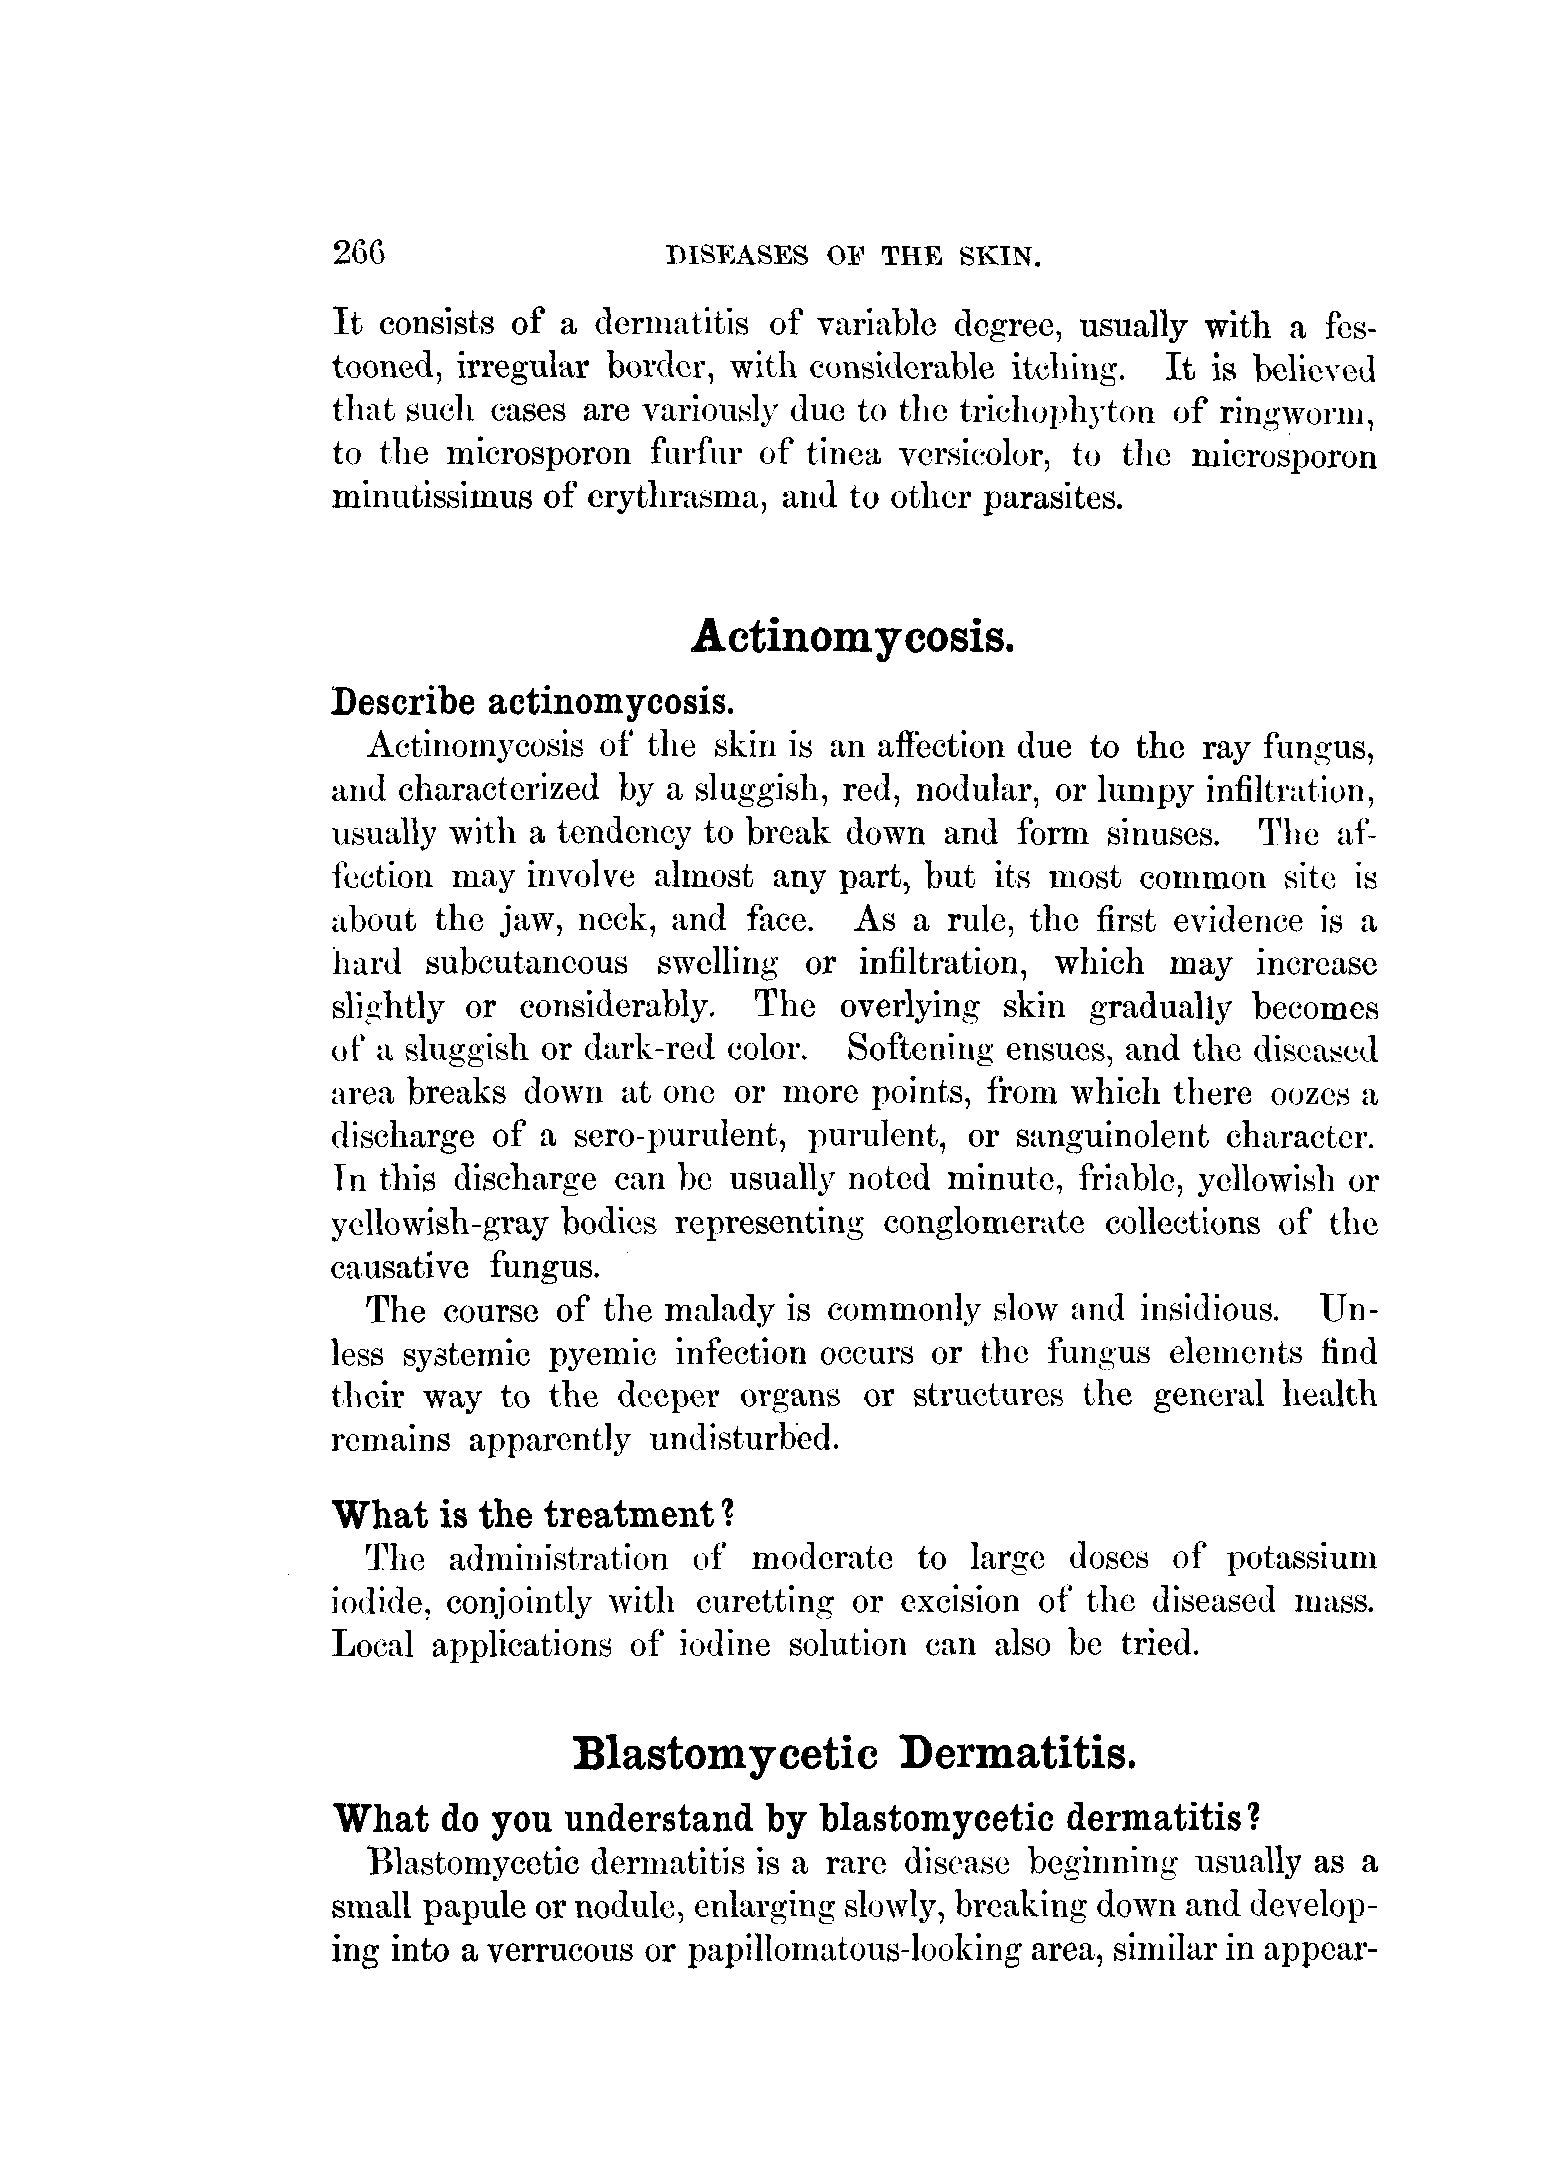 266 DISEASES OF THE SKIN.
It consists of a dermatitis of variable degree, usually with a fes-
tooned, irregular border, with considerable itching. It is believed
that such cases are variously due to the trichophyton of ringworm,
to the microsporon furfur of tinea versicolor, to the microsporon
minutissimus of erythrasma, and to other parasites.
Actinomycosis.
Describe actinomycosis.
Actinomycosis of the skin is an affection due to the ray fungus,
and characterized by a sluggish, red, nodular, or lumpy infiltration,
usually with a tendency to break down and form sinuses. The af-
fection may involve almost any part, but its most common site is
about the jaw, neck, and face. As a rule, the first evidence is a
hard subcutaneous swelling or infiltration, which may increase
slightly or considerably. The overlying skin gradually becomes
of a sluggish or dark-red color. Softening ensues, and the diseased
area breaks down at one or more points, from which there oozes a
discharge of a sero-purulent, purulent, or sanguinolent character.
In this discharge can be usually noted minute, friable, yellowish or
yellowish-gray bodies representing conglomerate collections of the
causative fungus.
The course of the malady is commonly slow and insidious. Un-
less systemic pyemic infection occurs or the fungus elements find
their way to the deeper organs or structures the general health
remains apparently undisturbed.
What is the treatment?
The administration of moderate to large doses of potassium
iodide, conjointly with curetting or excision of the diseased mass.
Local applications of iodine solution can also be tried.
Blastomycetic Dermatitis.
What do you understand by blastomycetic dermatitis?
Blastomycetic dermatitis is a rare disease beginning usually as a
small papule or nodule, enlarging slowly, breaking down and develop-
ing into a verrucous or papillomatous-looking area, similar in appear-